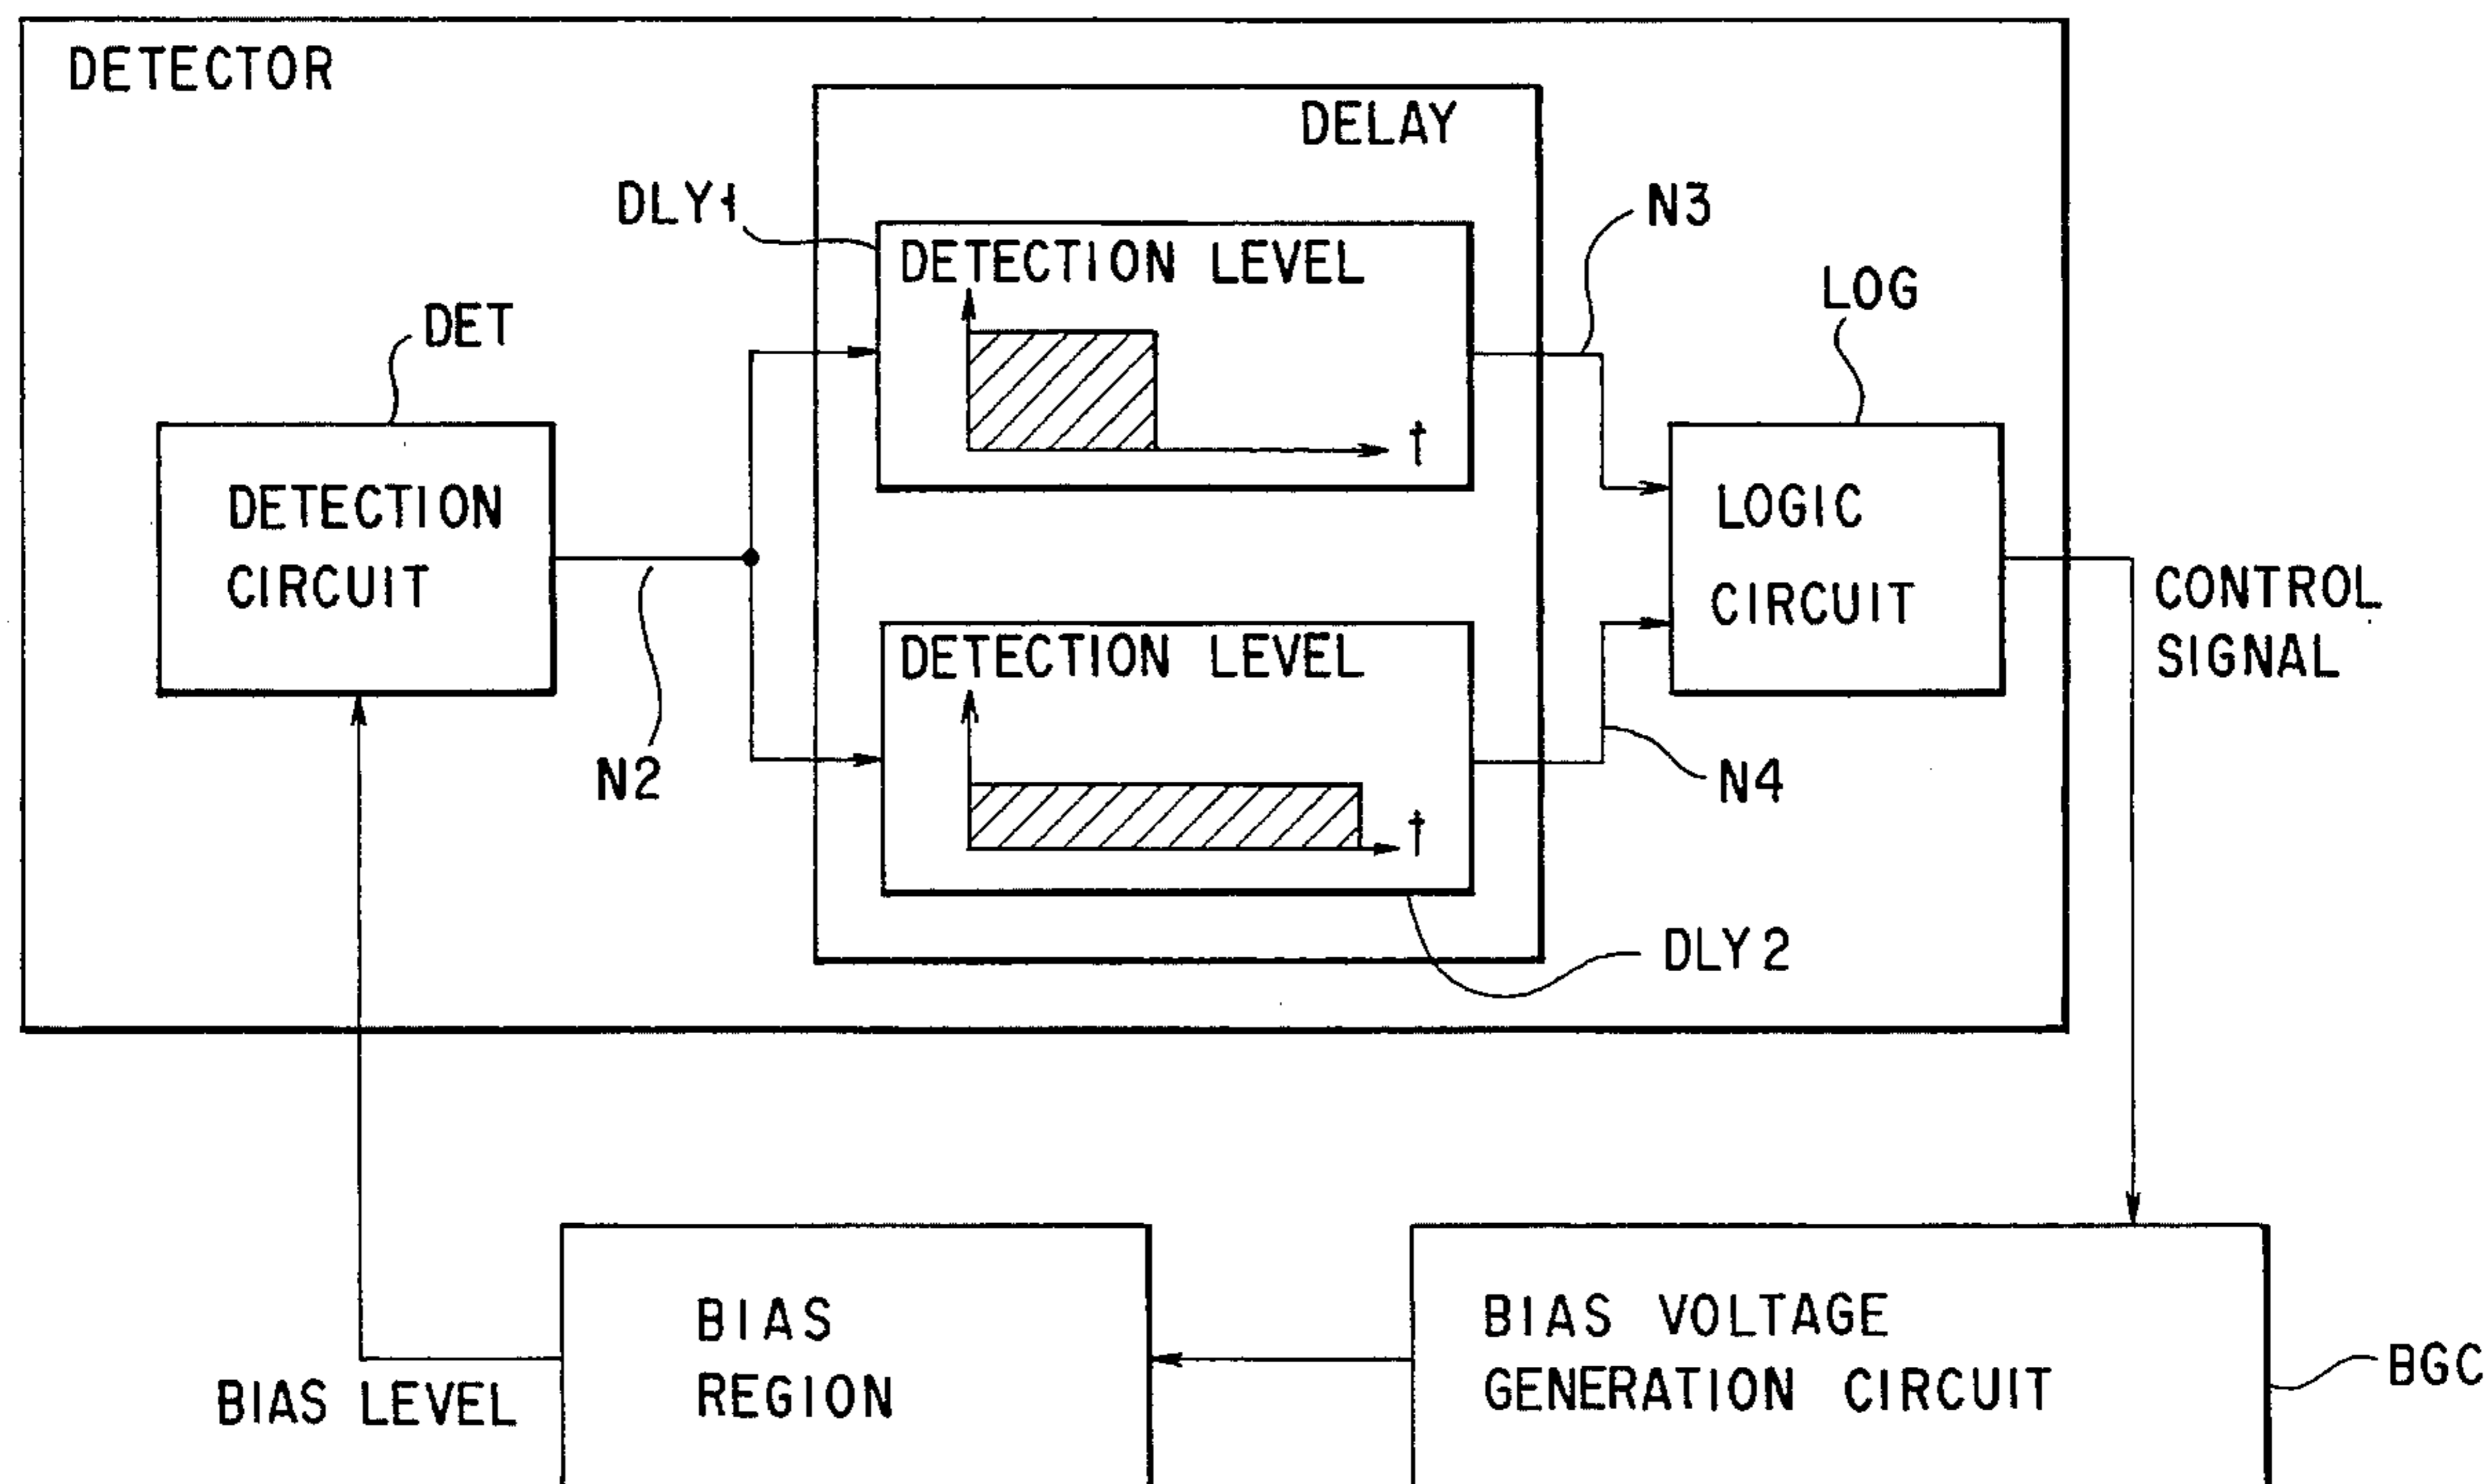 DETECTOR
DELAY
DLY1
N3
DETECTION LEVEL
LOG
DET
t
DETECTION
CIRCUIT
LOGIC
CIRCUIT
CONTROL
SIGNAL
DETECTION LEVEL
N2
N4
t
DLY2
BIAS
REGION
BIAS VOLTAGE
GENERATION CIRCUIT
BGC
BIAS LEVEL